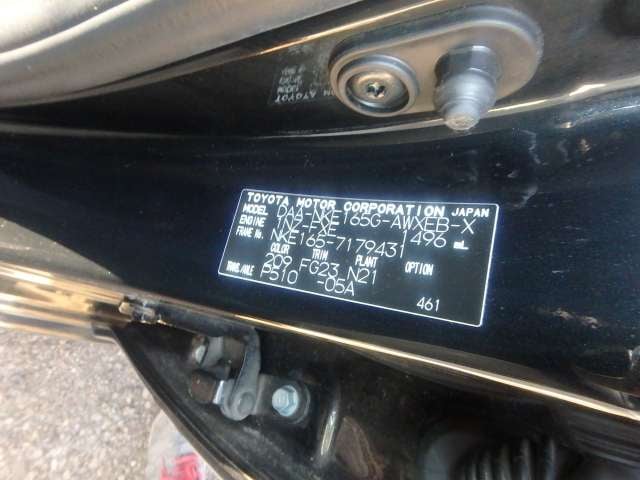 TOYOTA MOTOR CORPORATION JAPAN
MODEL DAA-NKE165G-AWXEB-X
ENGINE 1NZ-FXE 1496 mL
FRAME No. NKE165-7179431
COLOR TRIM PLANT OPTION
209 FG23 N21
TRANS/AXLE P510 -05A
461